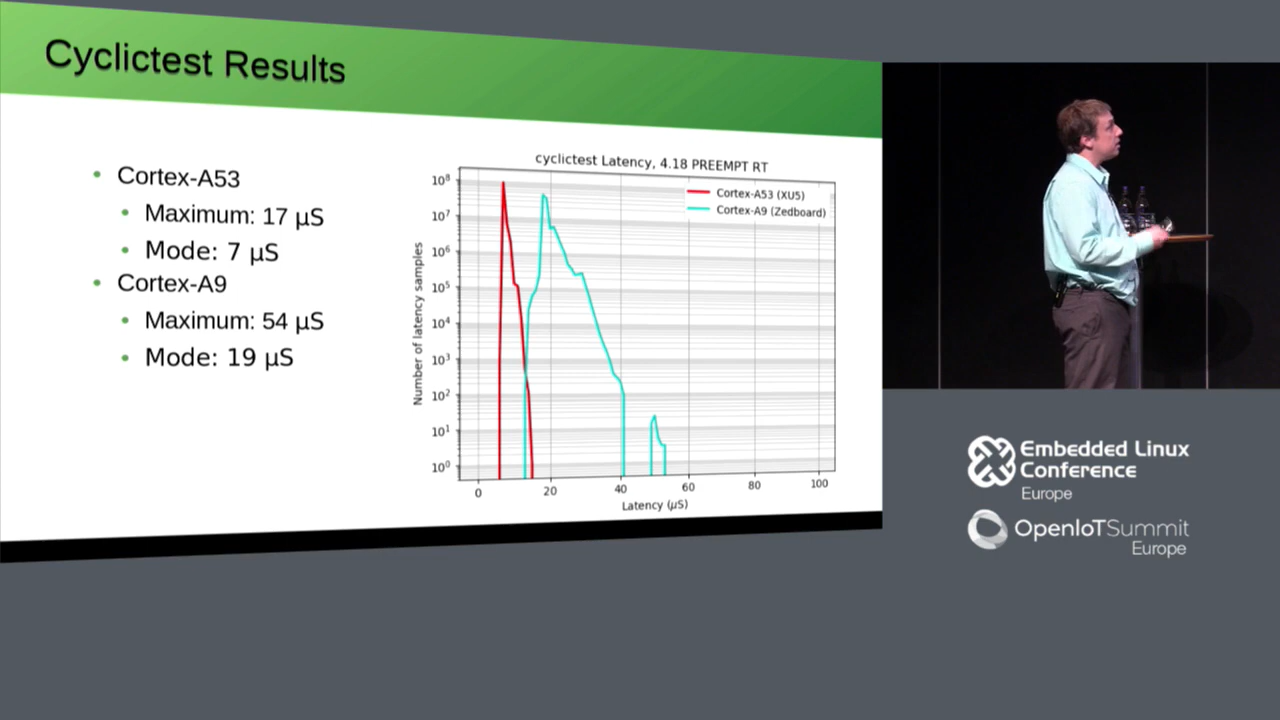 Cyclictest Results
Cortex-A53
Maximum: 17 µS
Mode: 7 µS
Cortex-A9
Maximum: 54 µS
Mode: 19 µS
cyclictest Latency, 4.18 PREEMPT RT
Cortex-A53 (XU5)
Cortex-A9 (Zedboard)
Number of latency samples
10⁸
10⁷
10⁶
10⁵
10⁴
10³
10²
10¹
10⁰
0 20 40 60 80 100
Latency (µS)
Embedded Linux
Conference
Europe
OpenIoTSummit
Europe